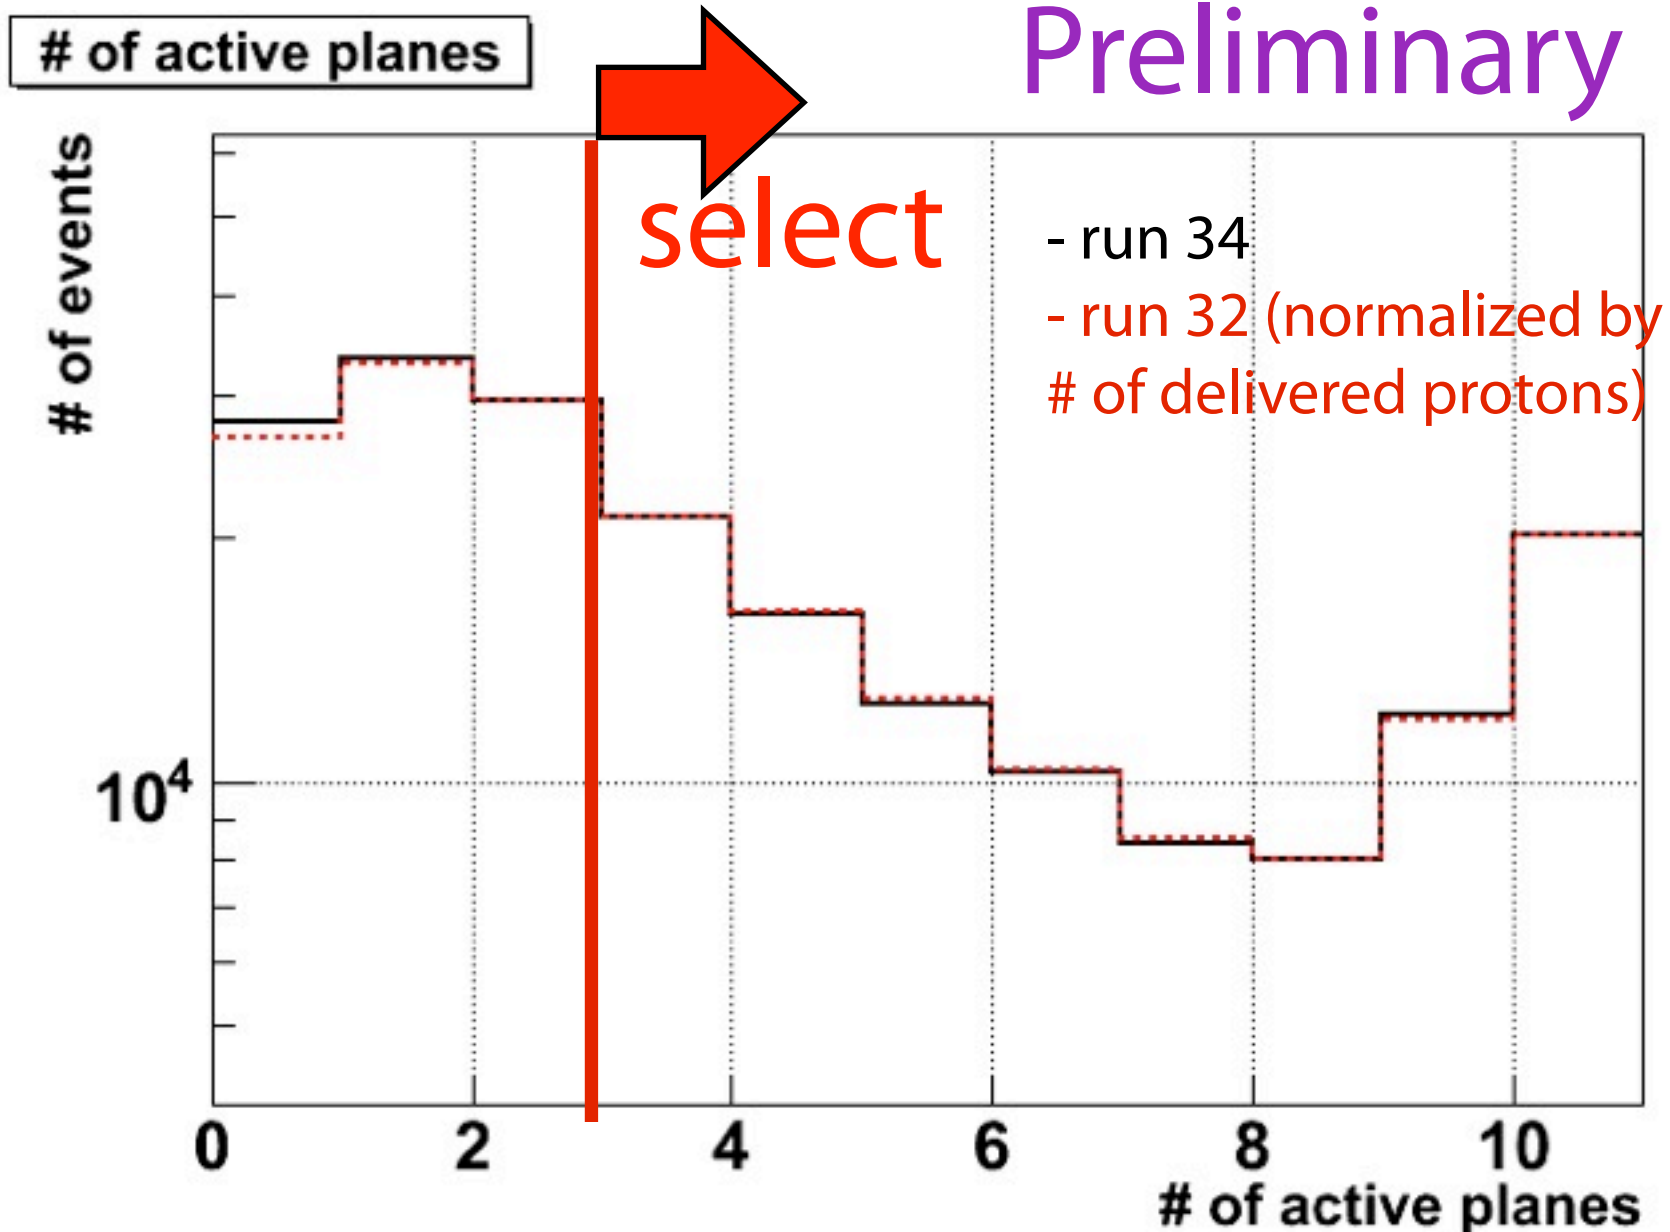 # of active planes
Preliminary
# of events
select
- run 34
- run 32 (normalized by
# of delivered protons)
10⁴
0 2 4 6 8 10
# of active planes